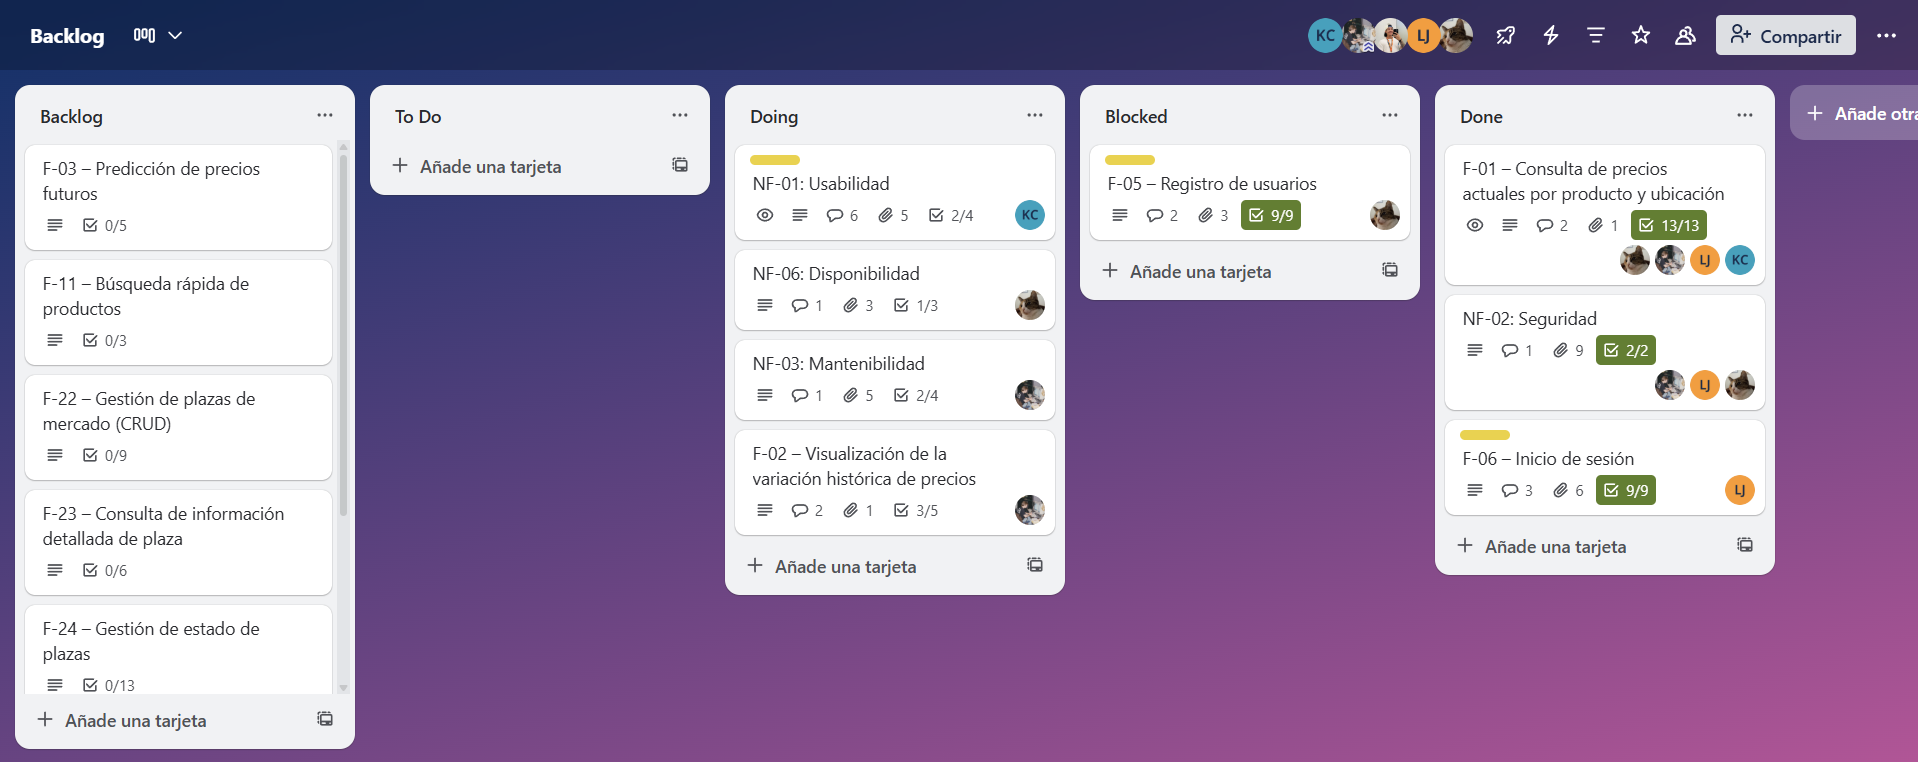 Backlog
KC
LJ
Compartir
Backlog
F-03 – Predicción de precios
futuros
0/5
F-11 – Búsqueda rápida de
productos
0/3
F-22 – Gestión de plazas de
mercado (CRUD)
0/9
F-23 – Consulta de información
detallada de plaza
0/6
F-24 – Gestión de estado de
plazas
0/13
Añade una tarjeta
To Do
Añade una tarjeta
Doing
NF-01: Usabilidad
6 5 2/4 KC
NF-06: Disponibilidad
1 3 1/3
NF-03: Mantenibilidad
1 5 2/4
F-02 – Visualización de la
variación histórica de precios
2 1 3/5
Añade una tarjeta
Blocked
F-05 – Registro de usuarios
2 3 9/9
Añade una tarjeta
Done
F-01 – Consulta de precios
actuales por producto y ubicación
2 1 13/13
LJ KC
NF-02: Seguridad
1 9 2/2
LJ
F-06 – Inicio de sesión
3 6 9/9 LJ
Añade una tarjeta
Añade otra